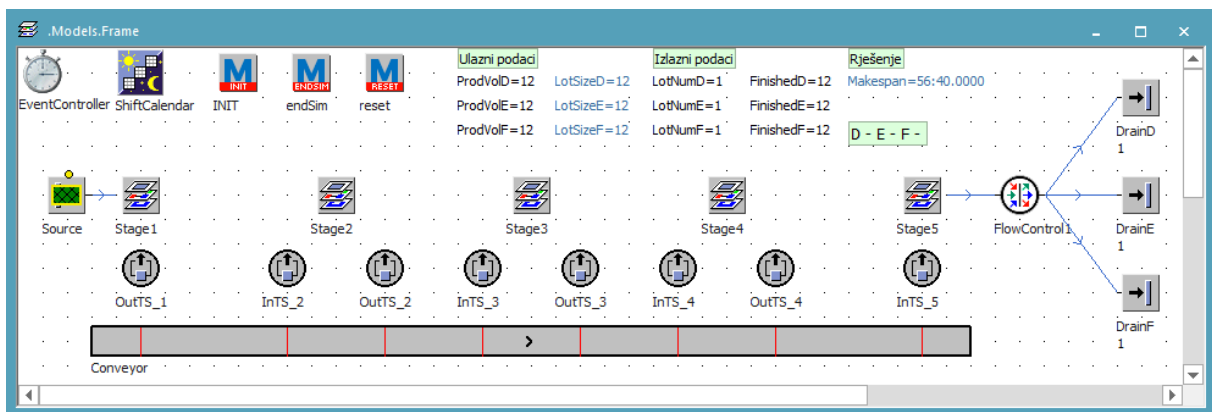 .Models.Frame
EventController
ShiftCalendar
M
INIT
INIT
M
ENDSIM
endSim
M
RESET
reset
Ulazni podaci
ProdVolD=12
LotSizeD=12
ProdVolE=12
LotSizeE=12
ProdVolF=12
LotSizeF=12
Izlazni podaci
LotNumD=1
FinishedD=12
LotNumE=1
FinishedE=12
LotNumF=1
FinishedF=12
Rješenje
Makespan=56:40.0000
D - E - F -
Source
Stage1
Stage2
Stage3
Stage4
Stage5
FlowControl1
DrainD
1
DrainE
1
DrainF
1
OutTS_1
InTS_2
OutTS_2
InTS_3
OutTS_3
InTS_4
OutTS_4
InTS_5
Conveyor